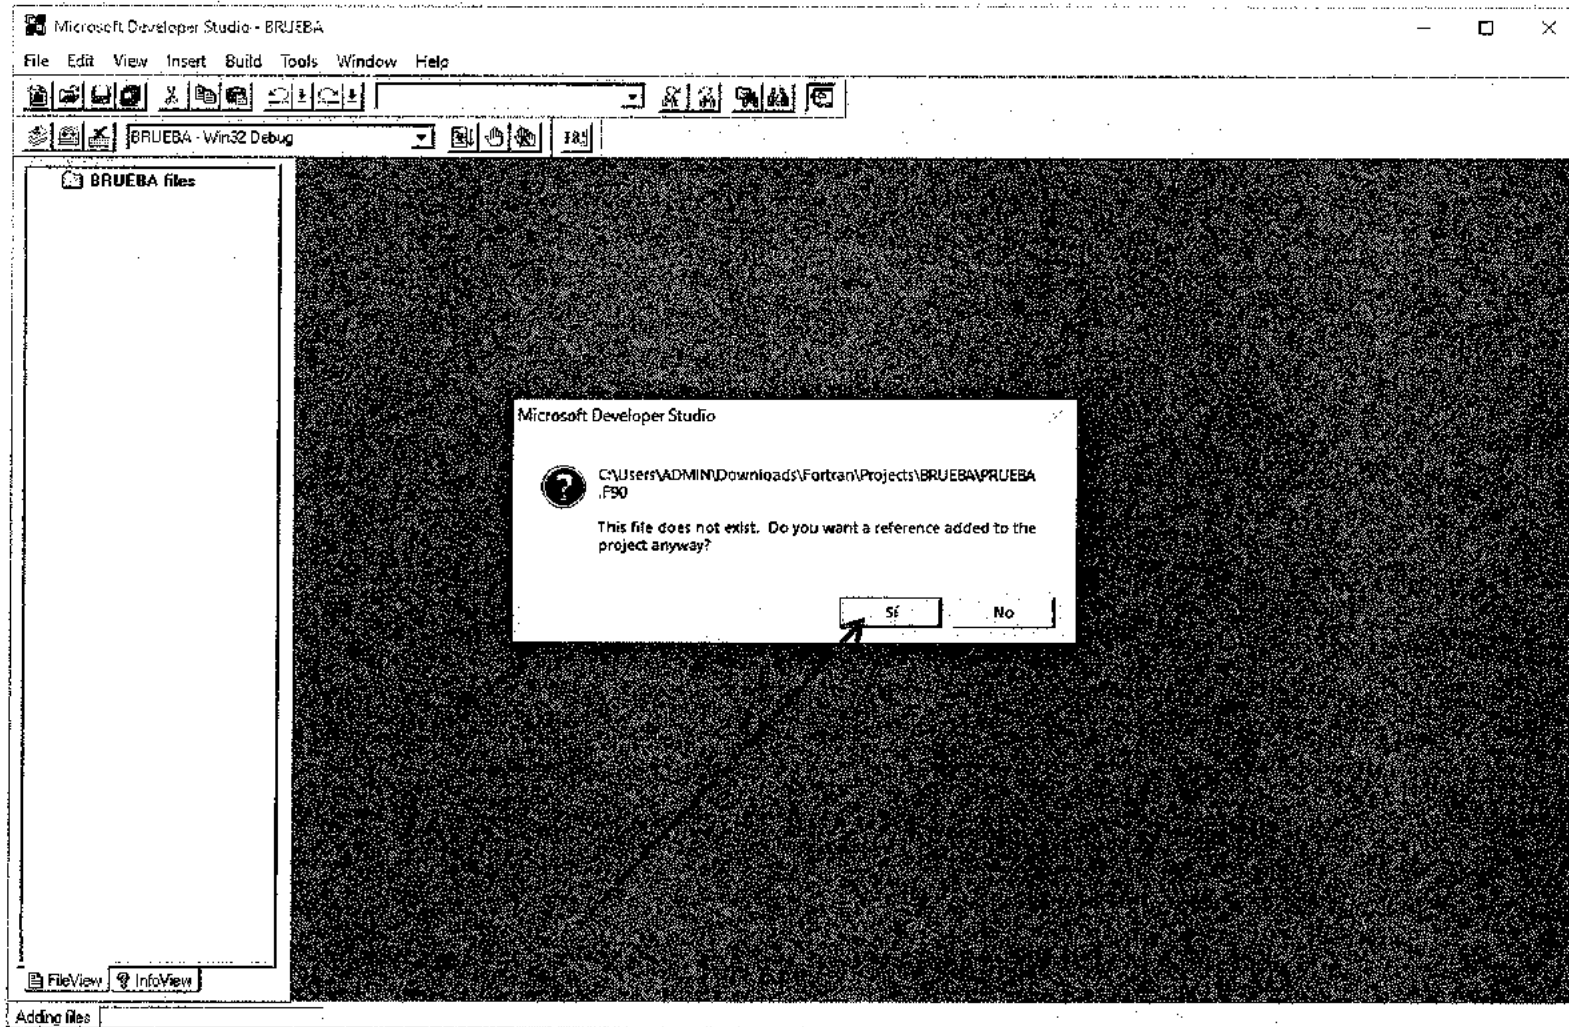 Microsoft Developer Studio - BRUEBA
File Edit View Insert Build Tools Window Help
BRUEBA - Win32 Debug
BRUEBA files
Microsoft Developer Studio
C:\Users\ADMIN\Downloads\Fortran\Projects\BRUEBA\PRUEBA
.F90
This file does not exist. Do you want a reference added to the
project anyway?
Sí No
FileView InfoView
Adding files